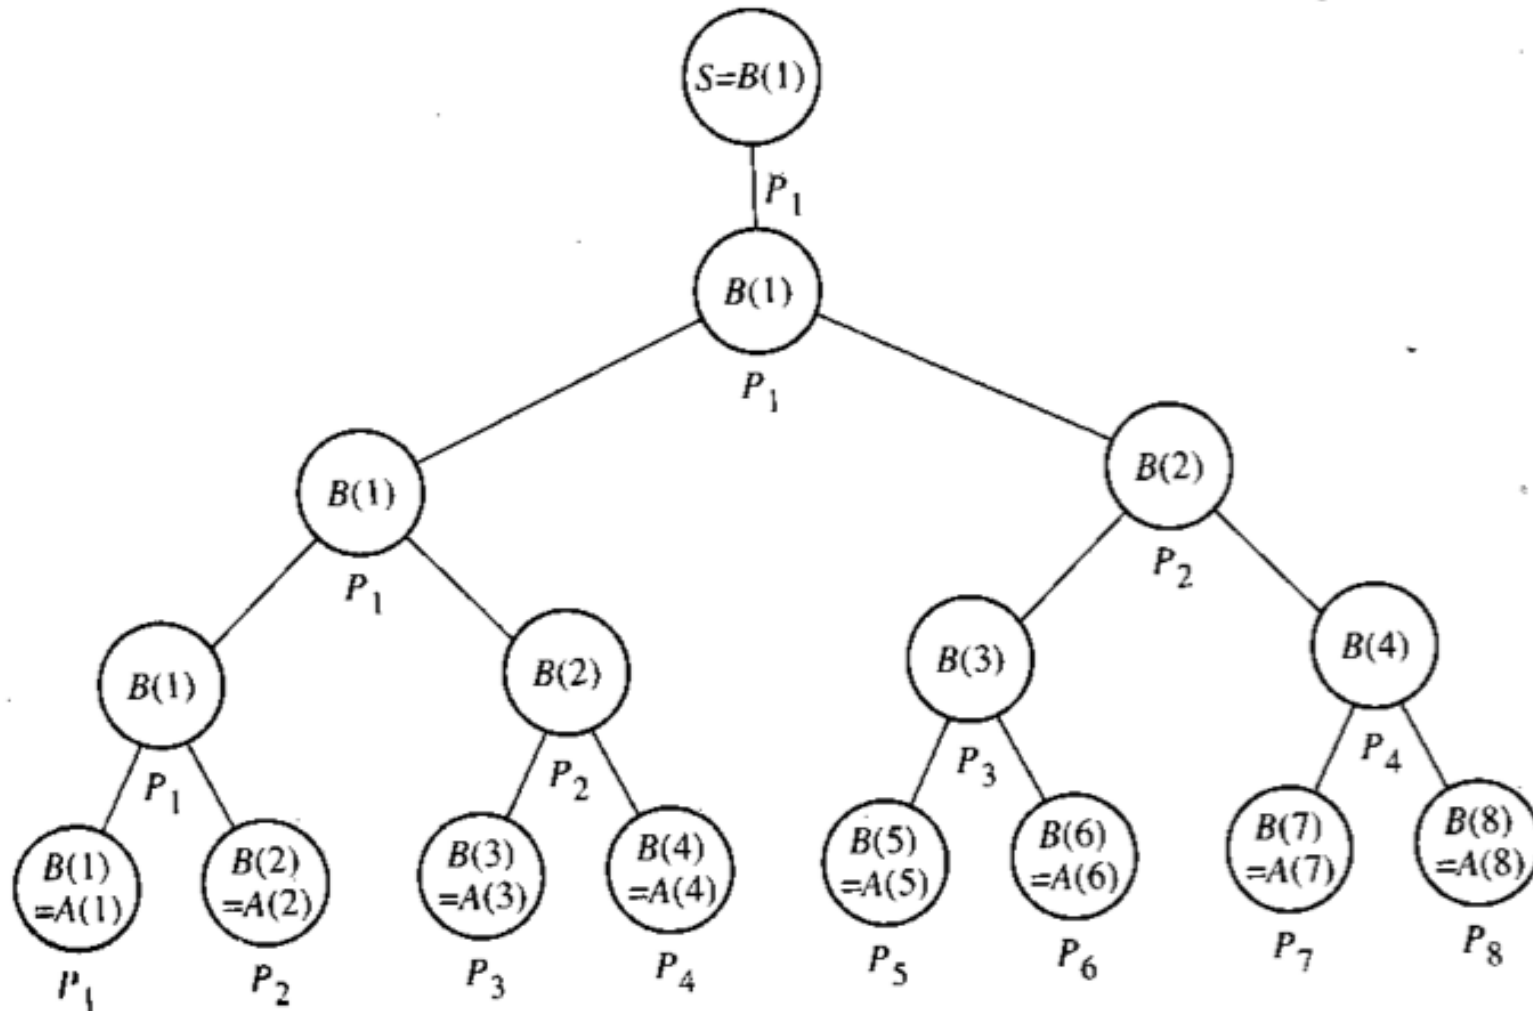 S=B(1)
P1
B(1)
P1
B(1)
B(2)
P1
P2
B(1)
B(2)
B(3)
B(4)
P1
P2
P3
P4
B(1)
=A(1)
B(2)
=A(2)
B(3)
=A(3)
B(4)
=A(4)
B(5)
=A(5)
B(6)
=A(6)
B(7)
=A(7)
B(8)
=A(8)
P1
P2
P3
P4
P5
P6
P7
P8